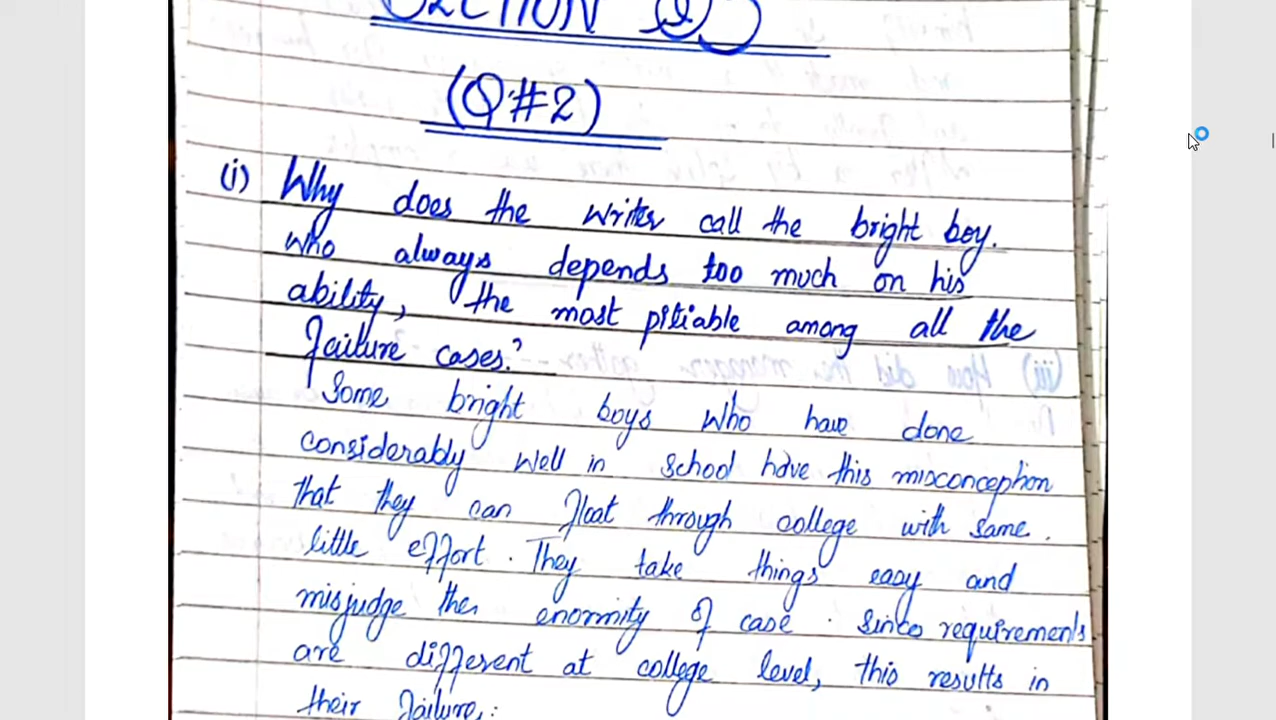 SECTION
(Q#2)
(i) Why does the writer call the bright boy.
who always depends too much on his
ability, the most pitiable among all the
failure cases?
Some bright boys who have done
considerably well in school have this misconception
that they can float through college with same.
little effort. They take things easy and
misjudge the enormity of case. Since requirements
are different at college level, this results in
their failure.: